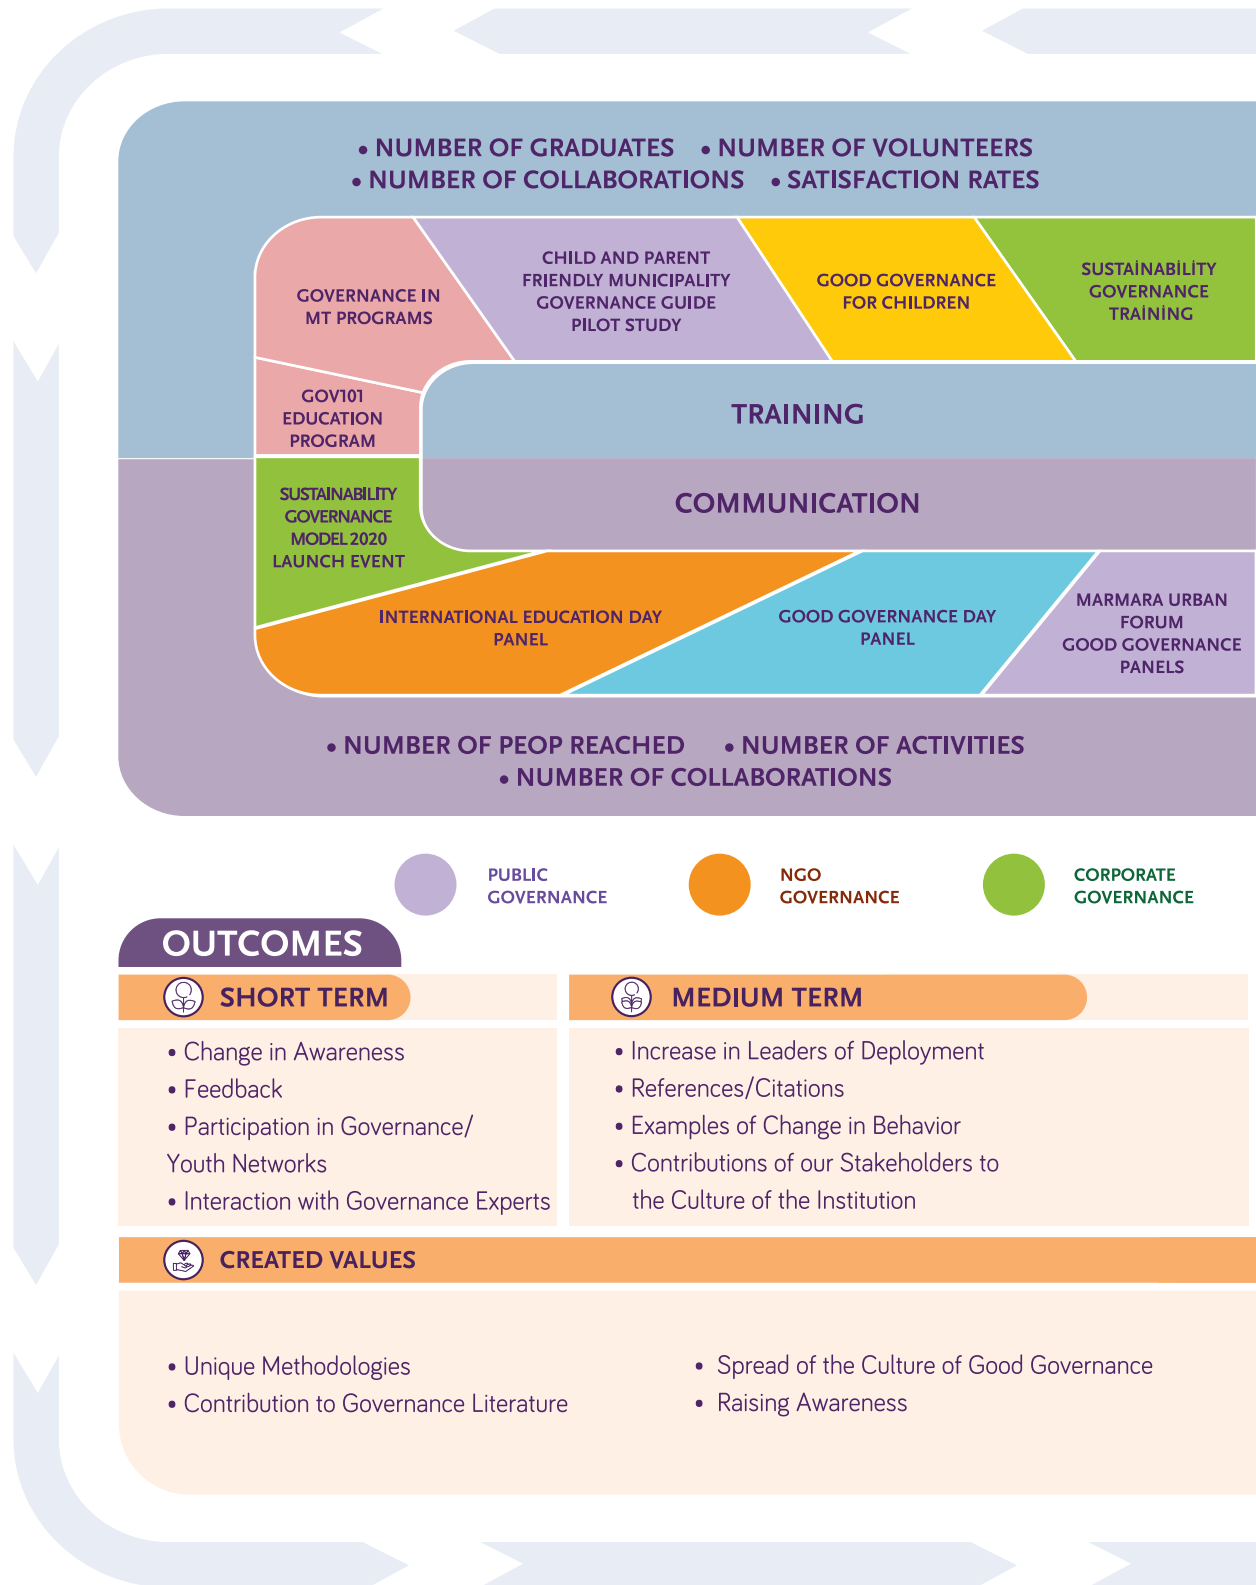 • NUMBER OF GRADUATES • NUMBER OF VOLUNTEERS
• NUMBER OF COLLABORATIONS • SATISFACTION RATES
GOVERNANCE IN
MT PROGRAMS
CHILD AND PARENT
FRIENDLY MUNICIPALITY
GOVERNANCE GUIDE
PILOT STUDY
GOOD GOVERNANCE
FOR CHILDREN
SUSTAİNABİLİTY
GOVERNANCE
TRAİNİNG
GOV101
EDUCATION
PROGRAM
TRAINING
SUSTAINABILITY
GOVERNANCE
MODEL 2020
LAUNCH EVENT
COMMUNICATION
INTERNATIONAL EDUCATION DAY
PANEL
GOOD GOVERNANCE DAY
PANEL
MARMARA URBAN
FORUM
GOOD GOVERNANCE
PANELS
• NUMBER OF PEOP REACHED • NUMBER OF ACTIVITIES
• NUMBER OF COLLABORATIONS
PUBLIC
GOVERNANCE
NGO
GOVERNANCE
CORPORATE
GOVERNANCE
OUTCOMES
SHORT TERM
• Change in Awareness
• Feedback
• Participation in Governance/
Youth Networks
• Interaction with Governance Experts
MEDIUM TERM
• Increase in Leaders of Deployment
• References/Citations
• Examples of Change in Behavior
• Contributions of our Stakeholders to
the Culture of the Institution
CREATED VALUES
• Unique Methodologies
• Contribution to Governance Literature
• Spread of the Culture of Good Governance
• Raising Awareness